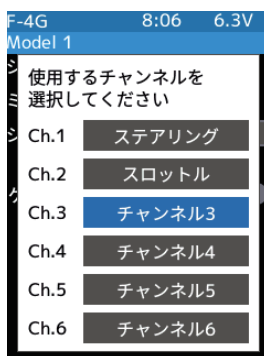 F-4G 8:06 6.3V
Model 1
使用するチャンネルを
選択してください
Ch.1 ステアリング
Ch.2 スロットル
Ch.3 チャンネル3
Ch.4 チャンネル4
Ch.5 チャンネル5
Ch.6 チャンネル6